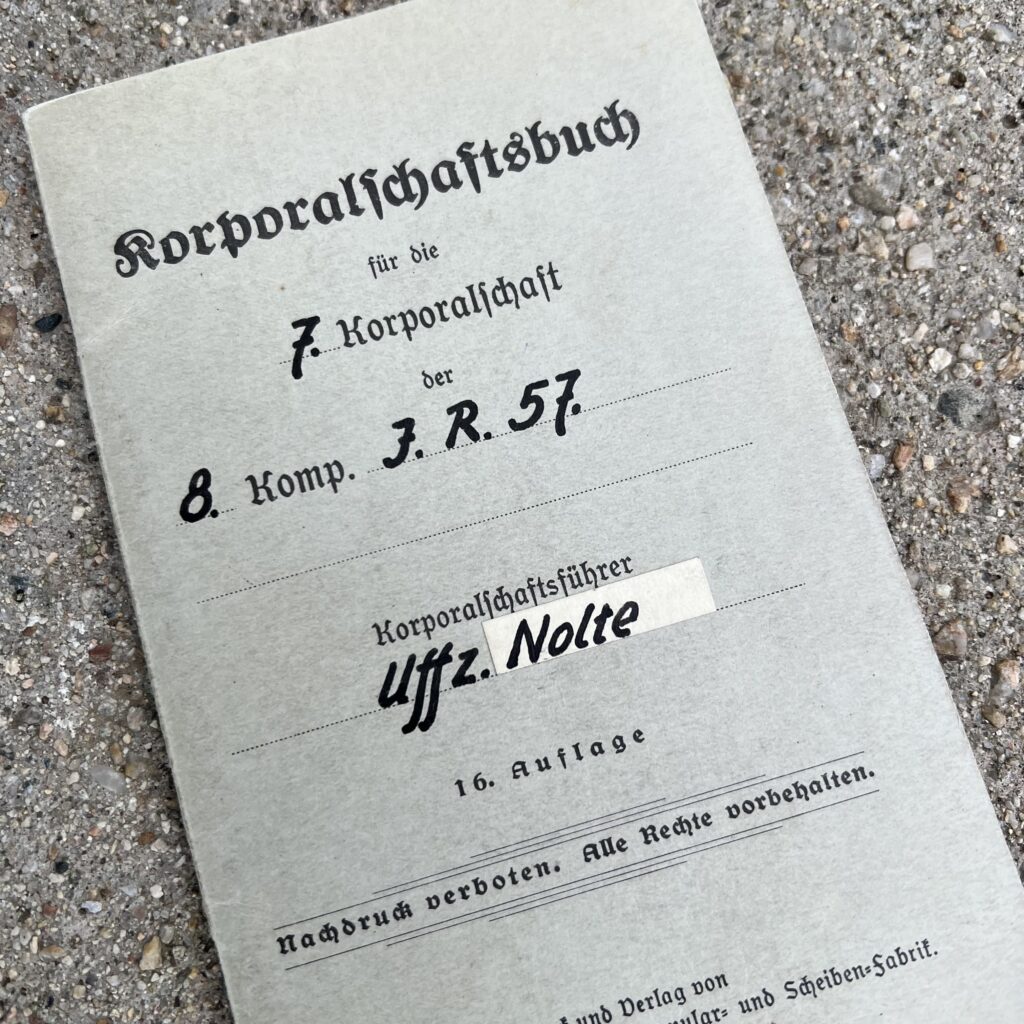 Korporalschaftsbuch
für die
7. Korporalschaft
der
8. Komp. J. R. 57.
Korporalschaftsführer
Uffz. Nolte
16. Auflage
Nachdruck verboten. Alle Rechte vorbehalten.
und Verlag von
und Scheiben=Fabrik.